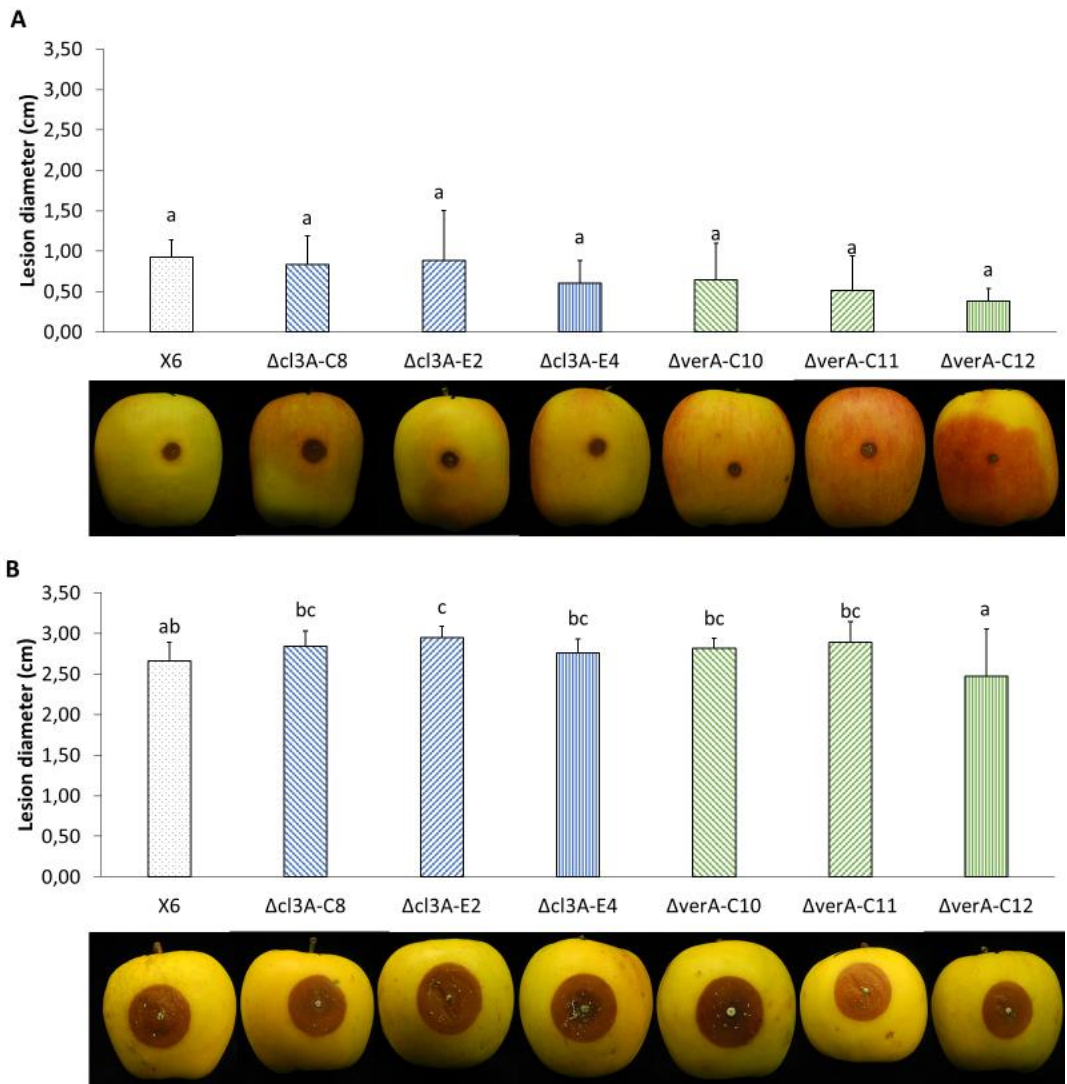 A
3,50
3,00
2,50
2,00
1,50
1,00
0,50
0,00
Lesion diameter (cm)
a a a a a a a
X6 Δcl3A-C8 Δcl3A-E2 Δcl3A-E4 ΔverA-C10 ΔverA-C11 ΔverA-C12
B
3,50
3,00
2,50
2,00
1,50
1,00
0,50
0,00
Lesion diameter (cm)
ab bc c bc bc bc a
X6 Δcl3A-C8 Δcl3A-E2 Δcl3A-E4 ΔverA-C10 ΔverA-C11 ΔverA-C12